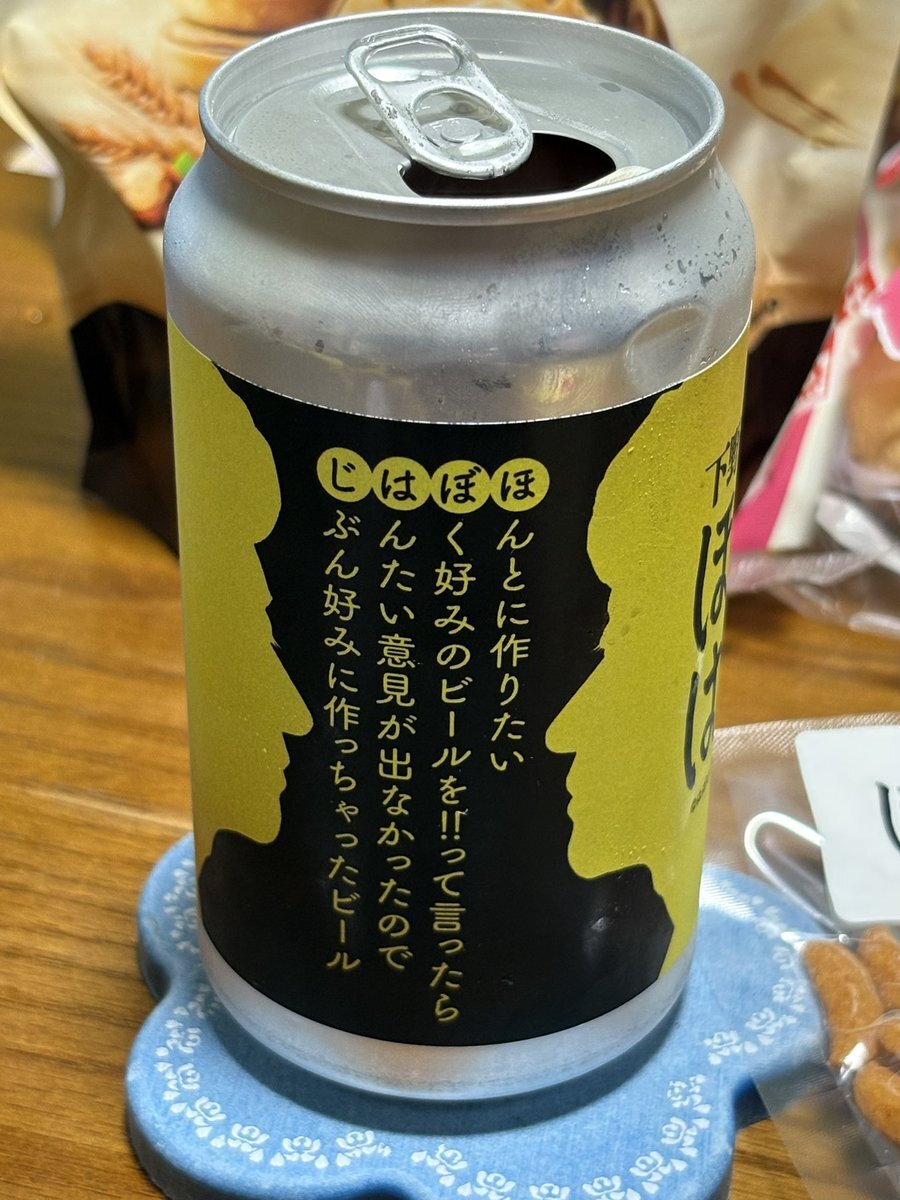 ほんとに作りたい
ぼく好みのビールを!!って言ったら
はんたい意見が出なかったので
じぶん好みに作っちゃったビール
下野
ほ
は